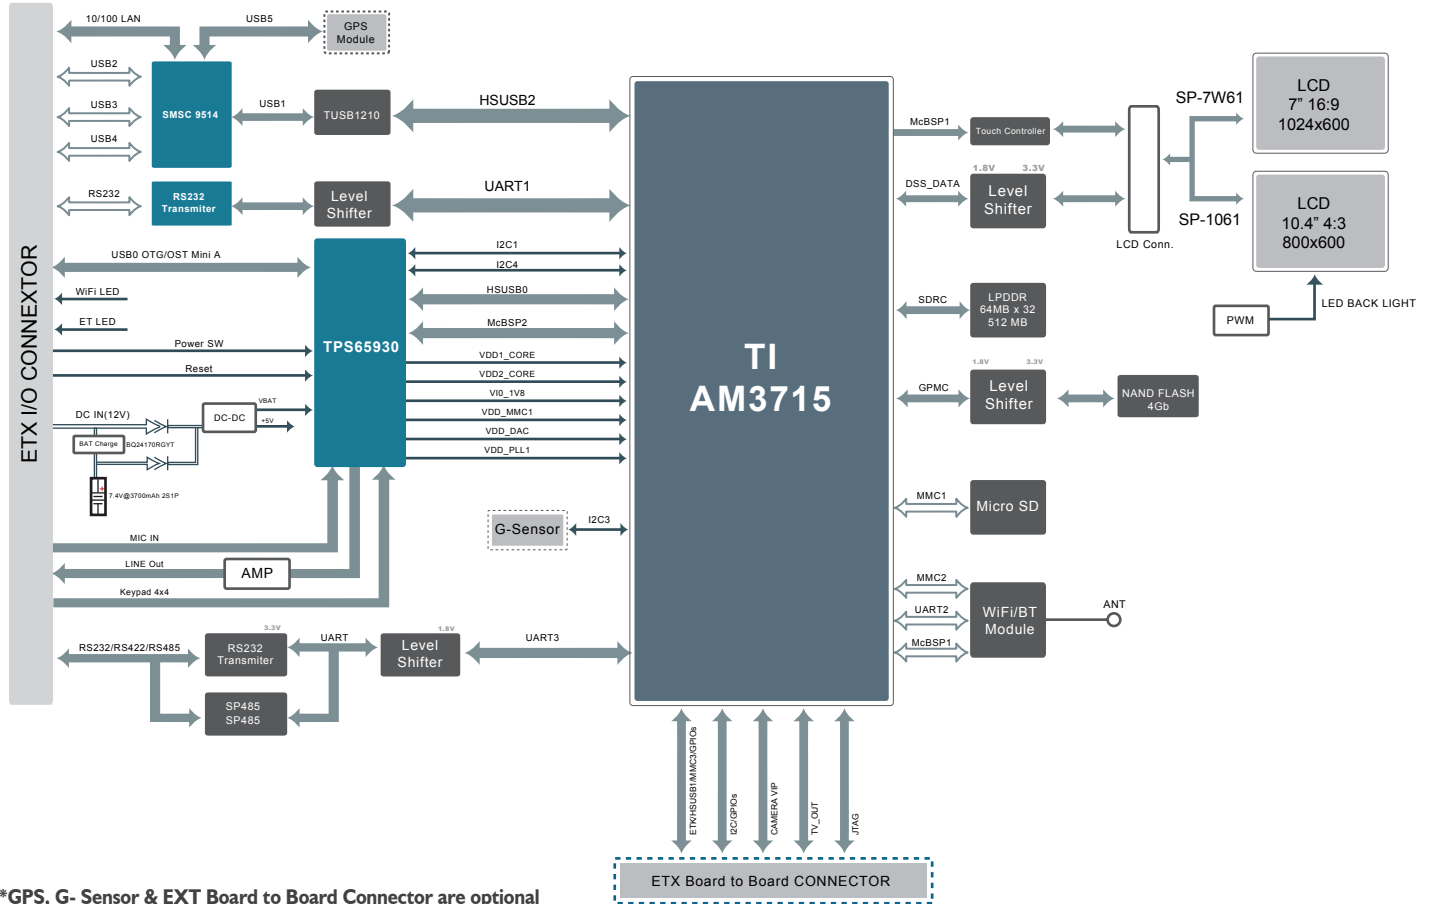 ETX I/O CONNEXTOR
10/100 LAN
USB5
GPS
Module
USB2
USB3
USB4
SMSC 9514
USB1
TUSB1210
HSUSB2
RS232
RS232
Transmiter
Level
Shifter
UART1
USB0 OTG/OST Mini A
WiFi LED
ET LED
Power SW
Reset
DC IN(12V)
BAT Charge
BQ24170RGYT
7.4V@3700mAh 2S1P
DC-DC
VBAT
+5V
TPS65930
I2C1
I2C4
HSUSB0
McBSP2
VDD1_CORE
VDD2_CORE
VI0_1V8
VDD_MMC1
VDD_DAC
VDD_PLL1
MIC IN
LINE Out
AMP
Keypad 4x4
G-Sensor
I2C3
RS232/RS422/RS485
3.3V
RS232
Transmiter
SP485
SP485
UART
1.8V
Level
Shifter
UART3
TI
AM3715
McBSP1
Touch Controller
1.8V 3.3V
DSS_DATA
Level
Shifter
LCD Conn.
SP-7W61
SP-1061
LCD
7” 16:9
1024x600
LCD
10.4” 4:3
800x600
LED BACK LIGHT
PWM
SDRC
LPDDR
64MB x 32
512 MB
1.8V 3.3V
GPMC
Level
Shifter
NAND FLASH
4Gb
MMC1
Micro SD
MMC2
UART2
McBSP1
WiFi/BT
Module
ANT
ETK/HSUSB1/MMC3/GPIOs
I2C/GPIOs
CAMERA VIP
TV_OUT
JTAG
ETX Board to Board CONNECTOR
*GPS, G- Sensor & EXT Board to Board Connector are optional